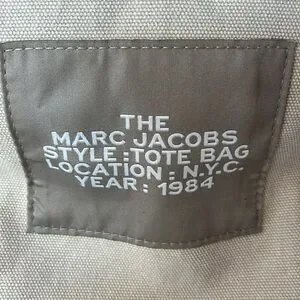 THE
MARC JACOBS
STYLE : TOTE BAG
LOCATION : N.Y.C.
YEAR : 1984